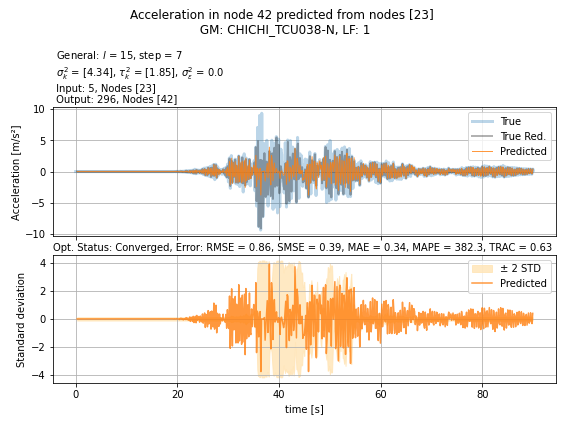 Acceleration in node 42 predicted from nodes [23]
GM: CHICHI_TCU038-N, LF: 1
General: l = 15, step = 7
σ²ₖ = [4.34], τ²ₖ = [1.85], σ²ε = 0.0
Input: 5, Nodes [23]
Output: 296, Nodes [42]
10
5
0
−5
−10
Acceleration [m/s²]
True
True Red.
Predicted
Opt. Status: Converged, Error: RMSE = 0.86, SMSE = 0.39, MAE = 0.34, MAPE = 382.3, TRAC = 0.63
4
2
0
−2
−4
Standard deviation
± 2 STD
Predicted
0 20 40 60 80
time [s]